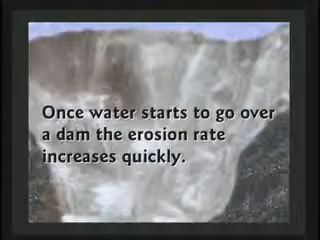 Once water starts to go over
a dam the erosion rate
increases quickly.